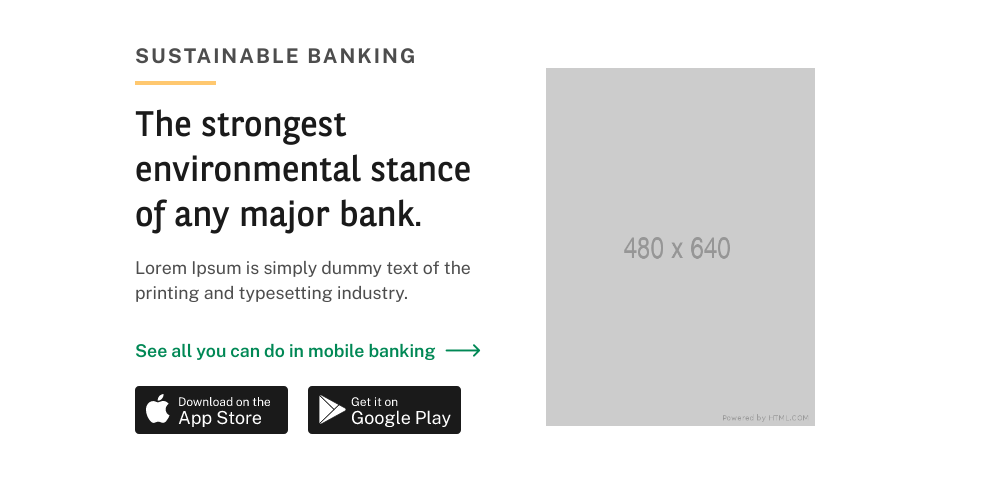 SUSTAINABLE BANKING
The strongest
environmental stance
of any major bank.
Lorem Ipsum is simply dummy text of the
printing and typesetting industry.
See all you can do in mobile banking
Download on the
App Store
Get it on
Google Play
480 x 640
Powered by HTML.COM